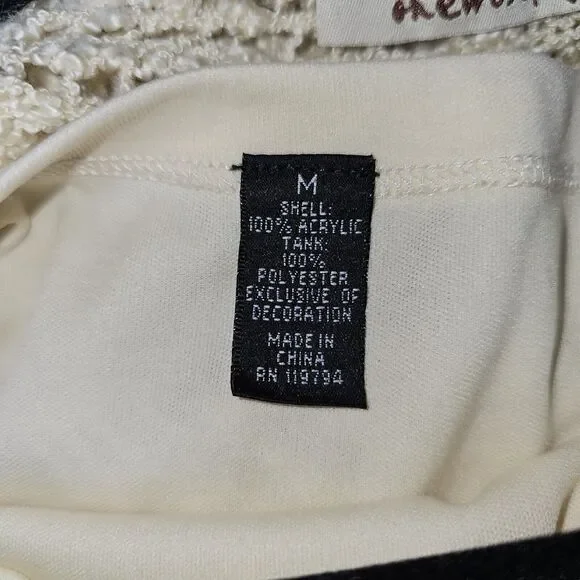 M
SHELL:
100% ACRYLIC
TANK:
100%
POLYESTER
EXCLUSIVE OF
DECORATION
MADE IN
CHINA
RN 119794